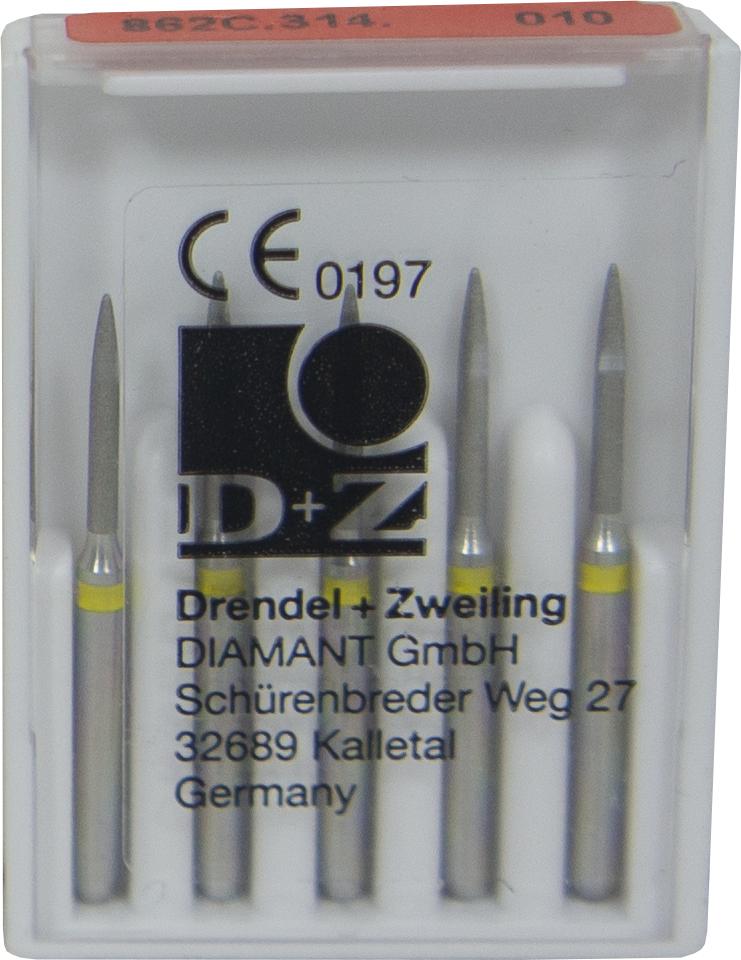 862C.314. 010
CE 0197
D+Z
Drendel + Zweiling
DIAMANT GmbH
Schürenbreder Weg 27
32689 Kalletal
Germany